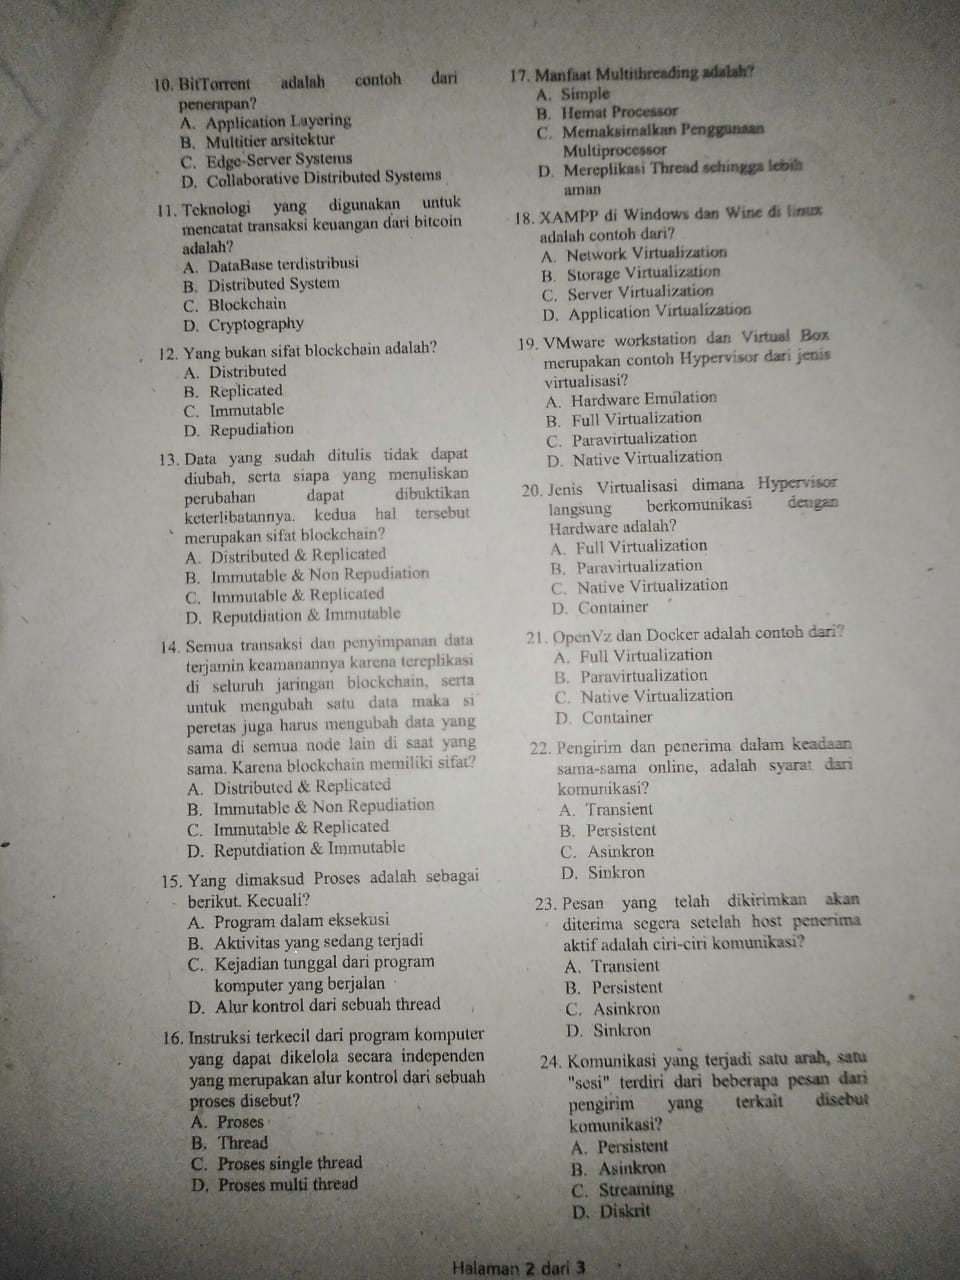 10. BitTorrent adalah contoh dari
penerapan?
A. Application Layering
B. Multitier arsitektur
C. Edge-Server Systems
D. Collaborative Distributed Systems
11. Teknologi yang digunakan untuk
mencatat transaksi keuangan dari bitcoin
adalah?
A. DataBase terdistribusi
B. Distributed System
C. Blockchain
D. Cryptography
12. Yang bukan sifat blockchain adalah?
A. Distributed
B. Replicated
C. Immutable
D. Repudiation
13. Data yang sudah ditulis tidak dapat
diubah, serta siapa yang menuliskan
perubahan dapat dibuktikan
keterlibatannya. kedua hal tersebut
merupakan sifat blockchain?
A. Distributed & Replicated
B. Immutable & Non Repudiation
C. Immutable & Replicated
D. Reputdiation & Immutable
14. Semua transaksi dan penyimpanan data
terjamin keamanannya karena tereplikasi
di seluruh jaringan blockchain, serta
untuk mengubah satu data maka si
peretas juga harus mengubah data yang
sama di semua node lain di saat yang
sama. Karena blockchain memiliki sifat?
A. Distributed & Replicated
B. Immutable & Non Repudiation
C. Immutable & Replicated
D. Reputdiation & Immutable
15. Yang dimaksud Proses adalah sebagai
berikut. Kecuali?
A. Program dalam eksekusi
B. Aktivitas yang sedang terjadi
C. Kejadian tunggal dari program
komputer yang berjalan
D. Alur kontrol dari sebuah thread
16. Instruksi terkecil dari program komputer
yang dapat dikelola secara independen
yang merupakan alur kontrol dari sebuah
proses disebut?
A. Proses
B. Thread
C. Proses single thread
D. Proses multi thread
17. Manfaat Multithreading adalah?
A. Simple
B. Hemat Processor
C. Memaksimalkan Penggunaan
Multiprocessor
D. Mereplikasi Thread sehingga lebih
aman
18. XAMPP di Windows dan Wine di linux
adalah contoh dari?
A. Network Virtualization
B. Storage Virtualization
C. Server Virtualization
D. Application Virtualization
19. VMware workstation dan Virtual Box
merupakan contoh Hypervisor dari jenis
virtualisasi?
A. Hardware Emulation
B. Full Virtualization
C. Paravirtualization
D. Native Virtualization
20. Jenis Virtualisasi dimana Hypervisor
langsung berkomunikasi dengan
Hardware adalah?
A. Full Virtualization
B. Paravirtualization
C. Native Virtualization
D. Container
21. OpenVz dan Docker adalah contoh dari?
A. Full Virtualization
B. Paravirtualization
C. Native Virtualization
D. Container
22. Pengirim dan penerima dalam keadaan
sama-sama online, adalah syarat dari
komunikasi?
A. Transient
B. Persistent
C. Asinkron
D. Sinkron
23. Pesan yang telah dikirimkan akan
diterima segera setelah host penerima
aktif adalah ciri-ciri komunikasi?
A. Transient
B. Persistent
C. Asinkron
D. Sinkron
24. Komunikasi yang terjadi satu arah, satu
"sesi" terdiri dari beberapa pesan dari
pengirim yang terkait disebut
komunikasi?
A. Persistent
B. Asinkron
C. Streaming
D. Diskrit
Halaman 2 dari 3